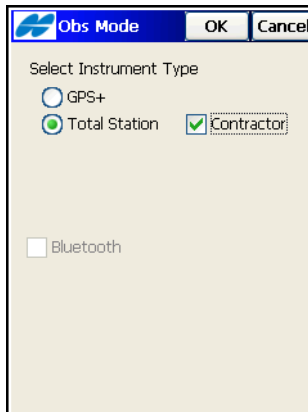 Obs Mode OK Cancel
Select Instrument Type
GPS+
Total Station Contractor
Bluetooth